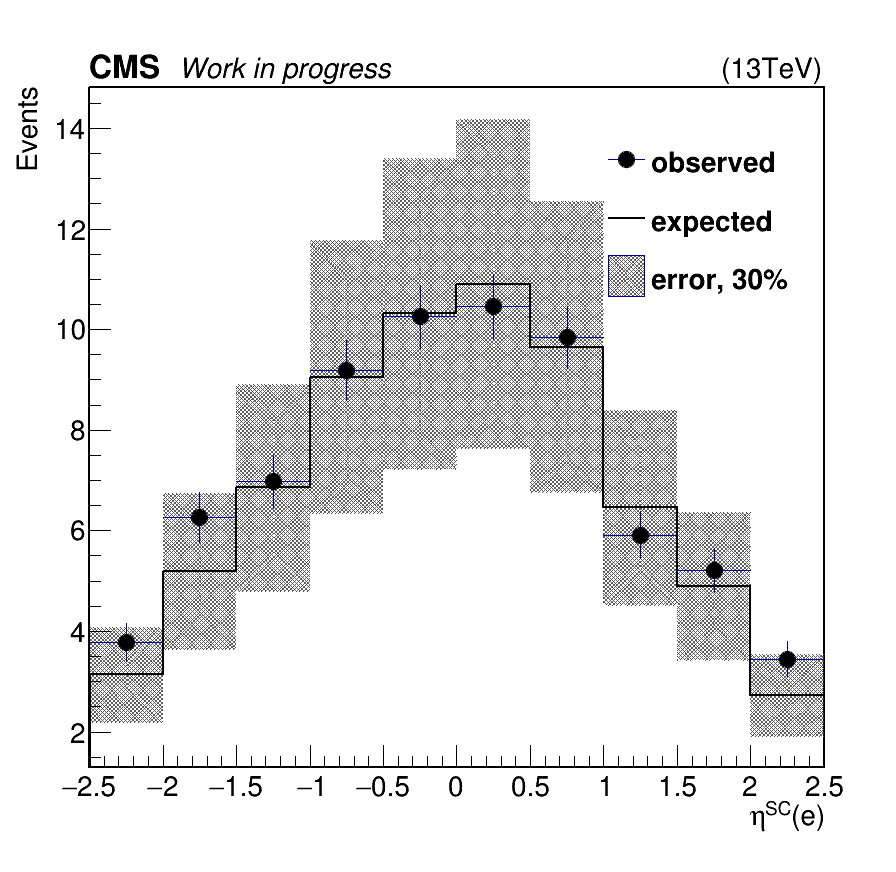 CMS Work in progress (13TeV)
Events
14
12
10
8
6
4
2
observed
expected
error, 30%
−2.5 −2 −1.5 −1 −0.5 0 0.5 1 1.5 2 2.5
η^SC(e)